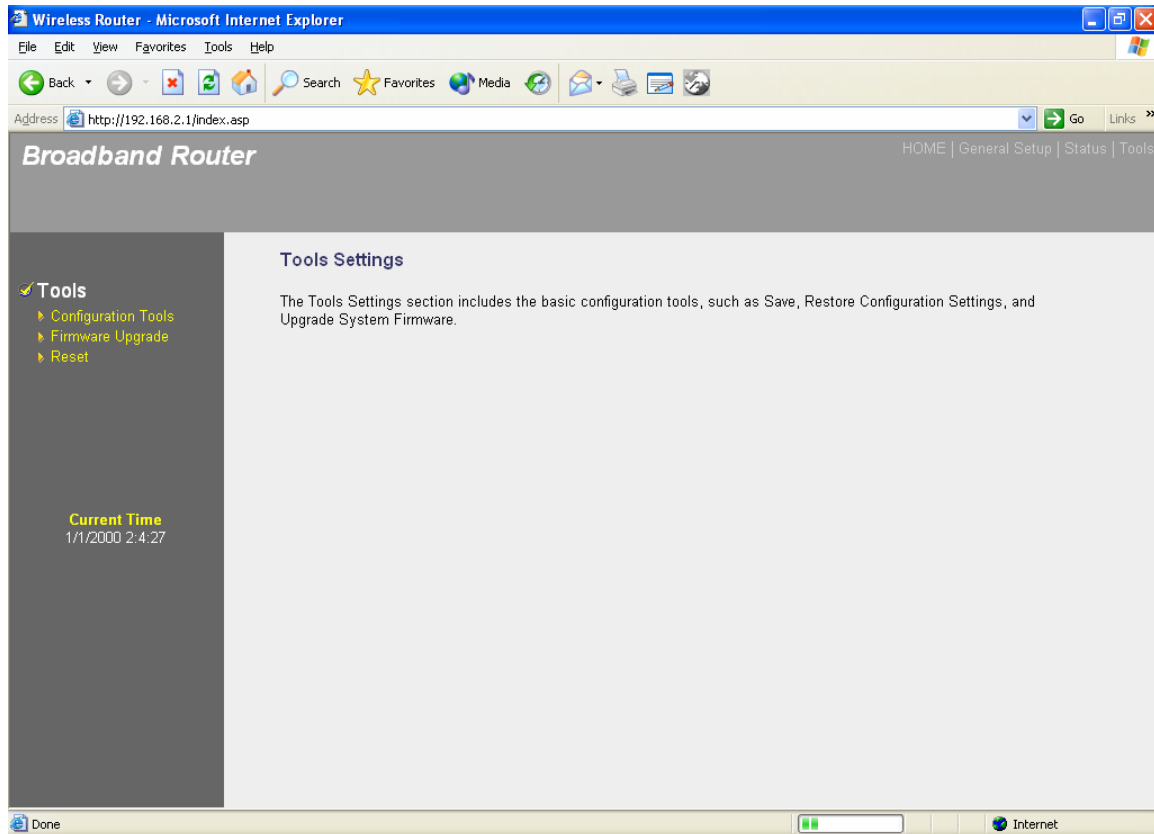 Wireless Router - Microsoft Internet Explorer
File Edit View Favorites Tools Help
Back Search Favorites Media
Address http://192.168.2.1/index.asp Go Links »
Broadband Router
HOME | General Setup | Status | Tools
Tools
Configuration Tools
Firmware Upgrade
Reset
Current Time
1/1/2000 2:4:27
Tools Settings
The Tools Settings section includes the basic configuration tools, such as Save, Restore Configuration Settings, and
Upgrade System Firmware.
Done Internet